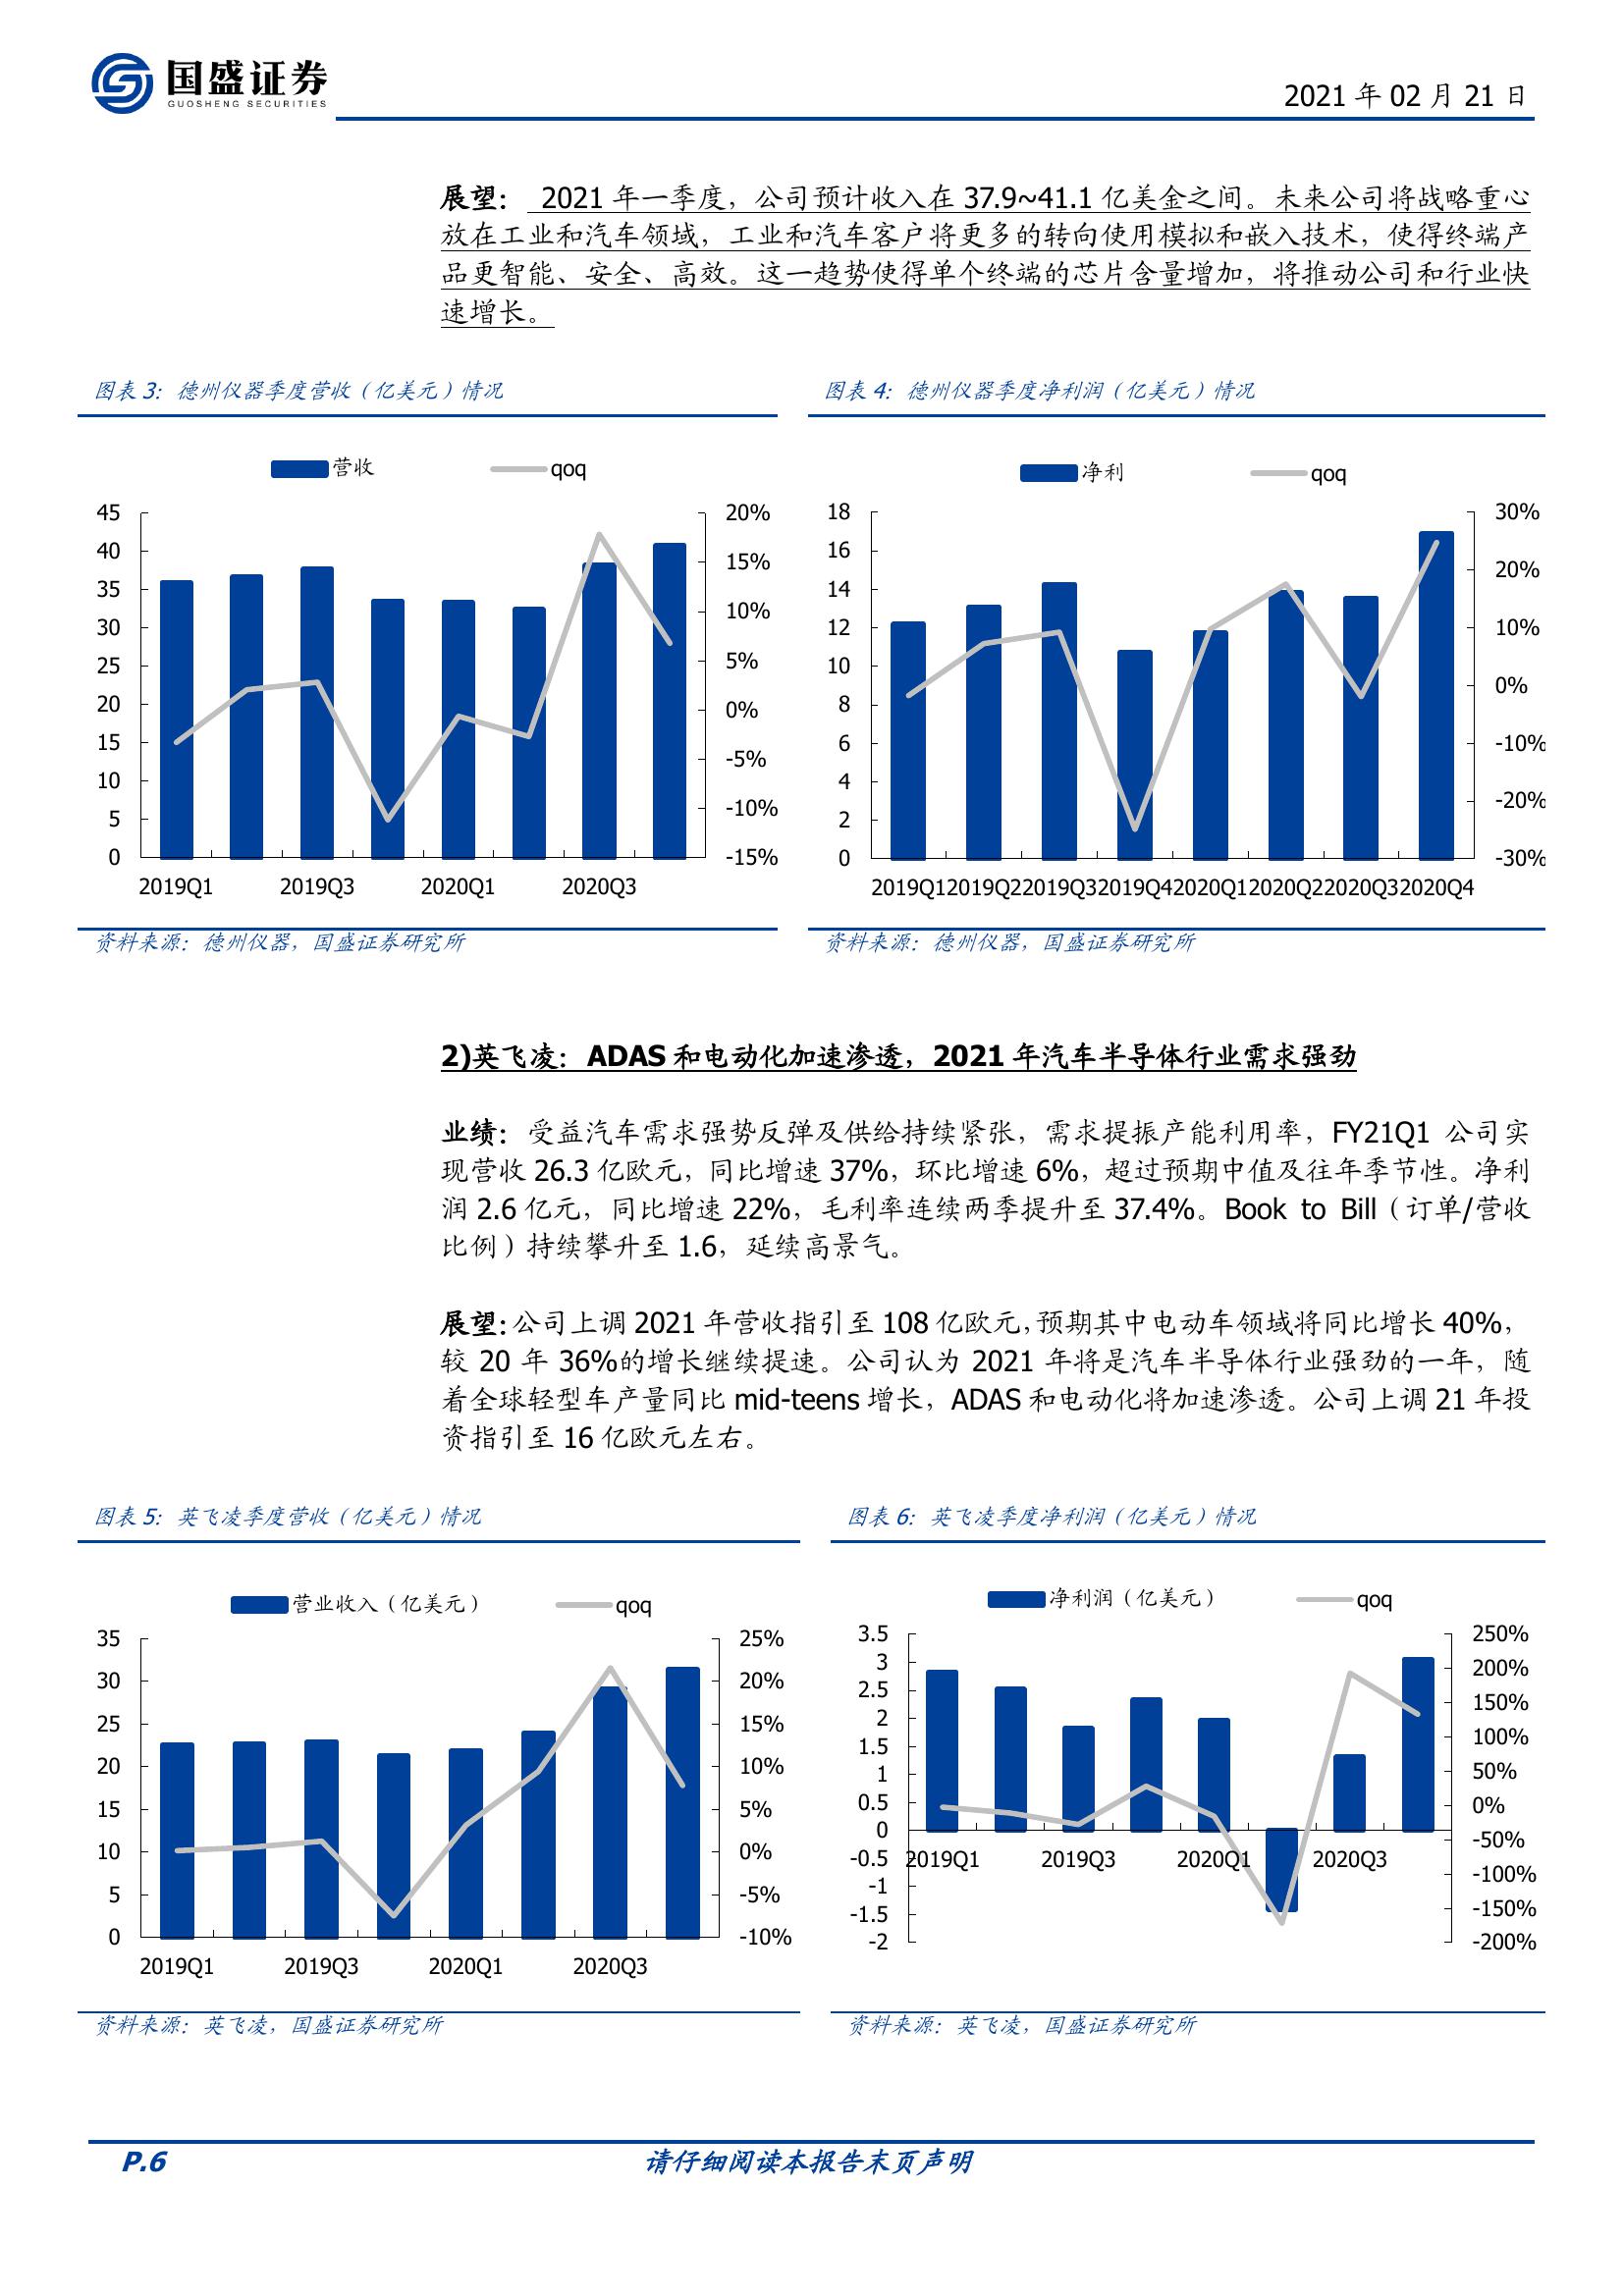 国盛证券
GUOSHENG SECURITIES
2021 年 02 月 21 日
展望： 2021 年一季度，公司预计收入在 37.9~41.1 亿美金之间。未来公司将战略重心
放在工业和汽车领域，工业和汽车客户将更多的转向使用模拟和嵌入技术，使得终端产
品更智能、安全、高效。这一趋势使得单个终端的芯片含量增加，将推动公司和行业快
速增长。
图表 3: 德州仪器季度营收（亿美元）情况
营收 qoq
45
40
35
30
25
20
15
10
5
0
20%
15%
10%
5%
0%
-5%
-10%
-15%
2019Q1 2019Q3 2020Q1 2020Q3
资料来源：德州仪器，国盛证券研究所
图表 4: 德州仪器季度净利润（亿美元）情况
净利 qoq
18
16
14
12
10
8
6
4
2
0
30%
20%
10%
0%
-10%
-20%
-30%
2019Q1 2019Q2 2019Q3 2019Q4 2020Q1 2020Q2 2020Q3 2020Q4
资料来源：德州仪器，国盛证券研究所
2)英飞凌：ADAS 和电动化加速渗透，2021 年汽车半导体行业需求强劲
业绩：受益汽车需求强势反弹及供给持续紧张，需求提振产能利用率，FY21Q1 公司实
现营收 26.3 亿欧元，同比增速 37%，环比增速 6%，超过预期中值及往年季节性。净利
润 2.6 亿元，同比增速 22%，毛利率连续两季提升至 37.4%。Book to Bill（订单/营收
比例）持续攀升至 1.6，延续高景气。
展望：公司上调 2021 年营收指引至 108 亿欧元，预期其中电动车领域将同比增长 40%，
较 20 年 36%的增长继续提速。公司认为 2021 年将是汽车半导体行业强劲的一年，随
着全球轻型车产量同比 mid-teens 增长，ADAS 和电动化将加速渗透。公司上调 21 年投
资指引至 16 亿欧元左右。
图表 5: 英飞凌季度营收（亿美元）情况
营业收入（亿美元） qoq
35
30
25
20
15
10
5
0
25%
20%
15%
10%
5%
0%
-5%
-10%
2019Q1 2019Q3 2020Q1 2020Q3
资料来源：英飞凌，国盛证券研究所
图表 6: 英飞凌季度净利润（亿美元）情况
净利润（亿美元） qoq
3.5
3
2.5
2
1.5
1
0.5
0
-0.5
-1
-1.5
-2
250%
200%
150%
100%
50%
0%
-50%
-100%
-150%
-200%
2019Q1 2019Q3 2020Q1 2020Q3
资料来源：英飞凌，国盛证券研究所
P.6 请仔细阅读本报告末页声明